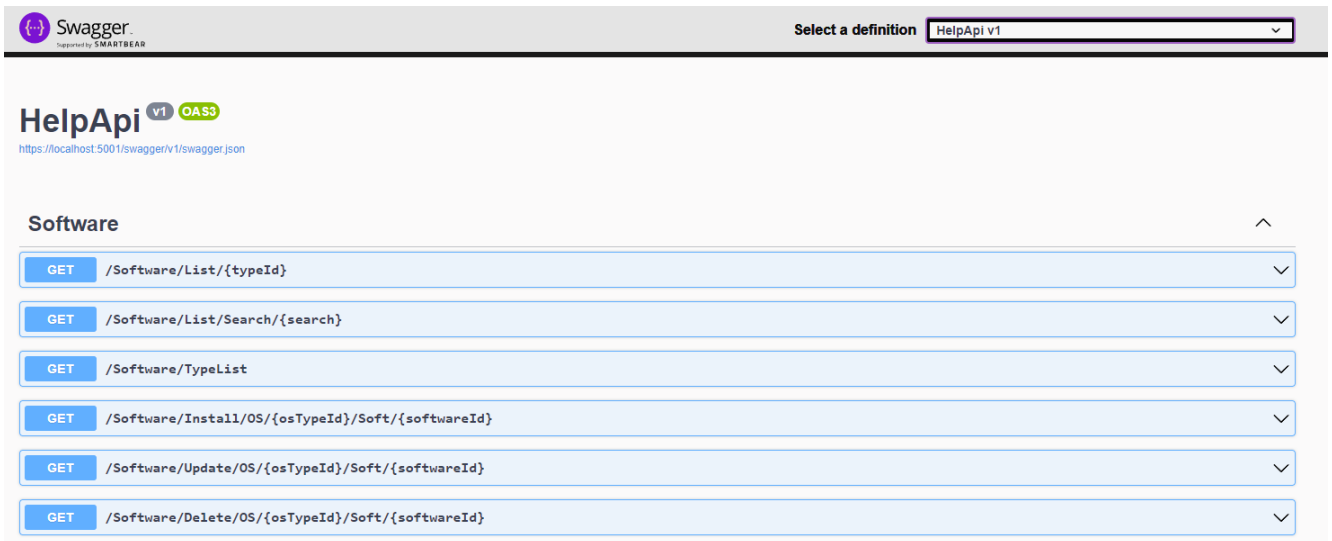 {··} Swagger.
Supported by SMARTBEAR
Select a definition
HelpApi v1
HelpApi v1 OAS3
https://localhost:5001/swagger/v1/swagger.json
Software
GET /Software/List/{typeId}
GET /Software/List/Search/{search}
GET /Software/TypeList
GET /Software/Install/OS/{osTypeId}/Soft/{softwareId}
GET /Software/Update/OS/{osTypeId}/Soft/{softwareId}
GET /Software/Delete/OS/{osTypeId}/Soft/{softwareId}